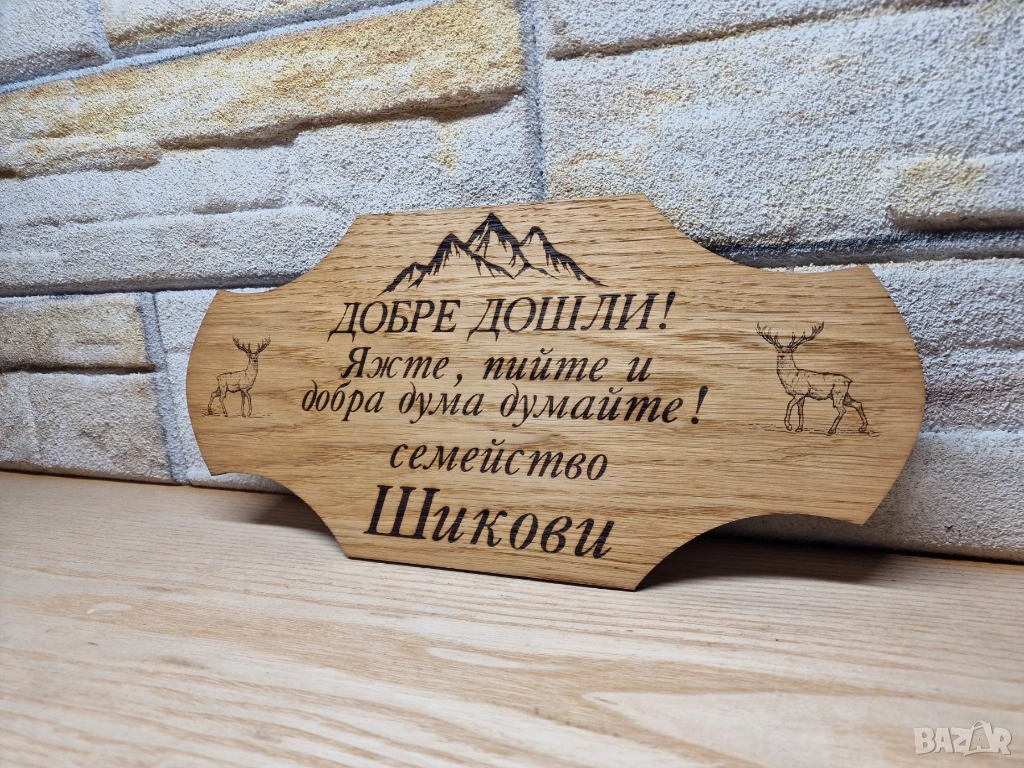 ДОБРЕ ДОШЛИ!
Яжте, пийте и
добра дума думайте!
семейство
Шикови
BAZAR